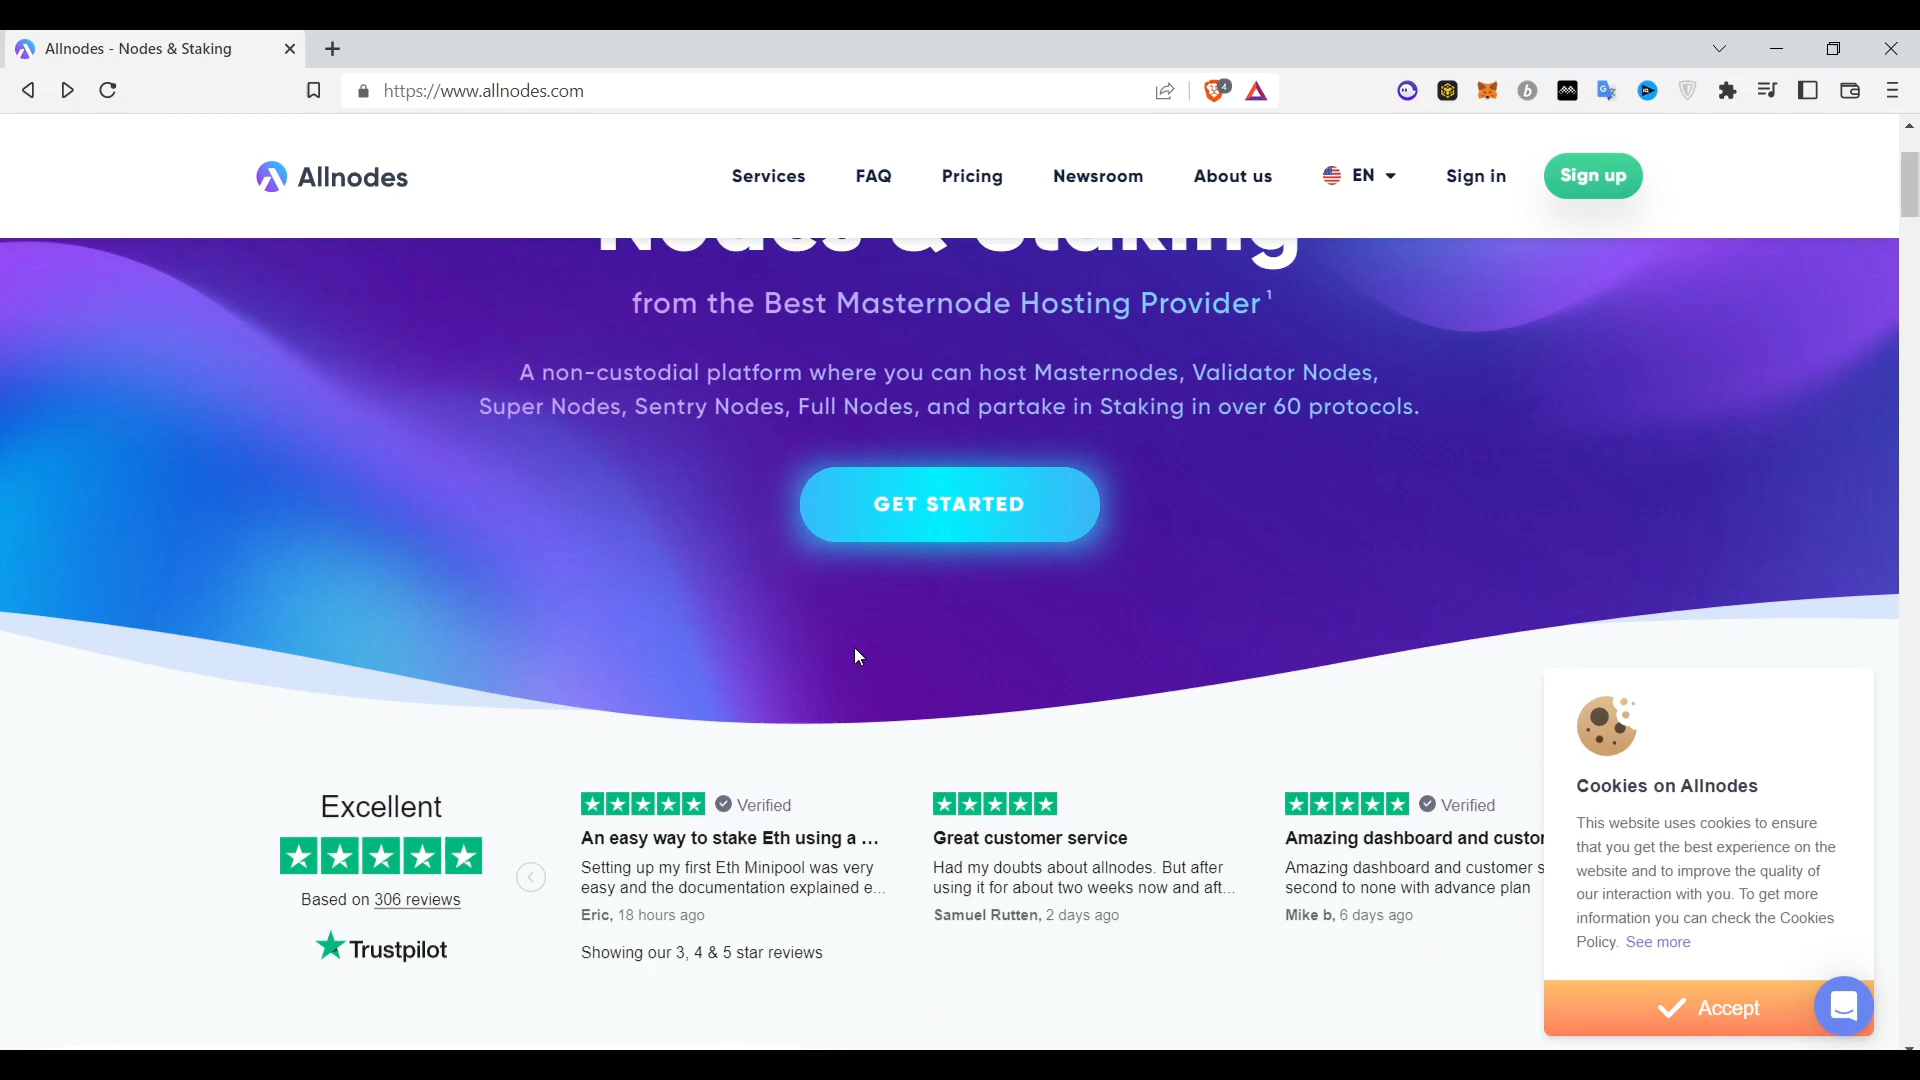 Allnodes - Nodes & Staking
https://www.allnodes.com
4
Allnodes
Services
FAQ
Pricing
Newsroom
About us
EN
Sign in
Sign up
Nodes & Staking
from the Best Masternode Hosting Provider 1
A non-custodial platform where you can host Masternodes, Validator Nodes,
Super Nodes, Sentry Nodes, Full Nodes, and partake in Staking in over 60 protocols.
GET STARTED
Excellent
Based on 306 reviews
Trustpilot
Verified
An easy way to stake Eth using a ...
Setting up my first Eth Minipool was very
easy and the documentation explained e...
Eric, 18 hours ago
Showing our 3, 4 & 5 star reviews
Great customer service
Had my doubts about allnodes. But after
using it for about two weeks now and aft...
Samuel Rutten, 2 days ago
Verified
Amazing dashboard and custor
Amazing dashboard and customer s
second to none with advance plan
Mike b, 6 days ago
Cookies on Allnodes
This website uses cookies to ensure
that you get the best experience on the
website and to improve the quality of
our interaction with you. To get more
information you can check the Cookies
Policy. See more
Accept